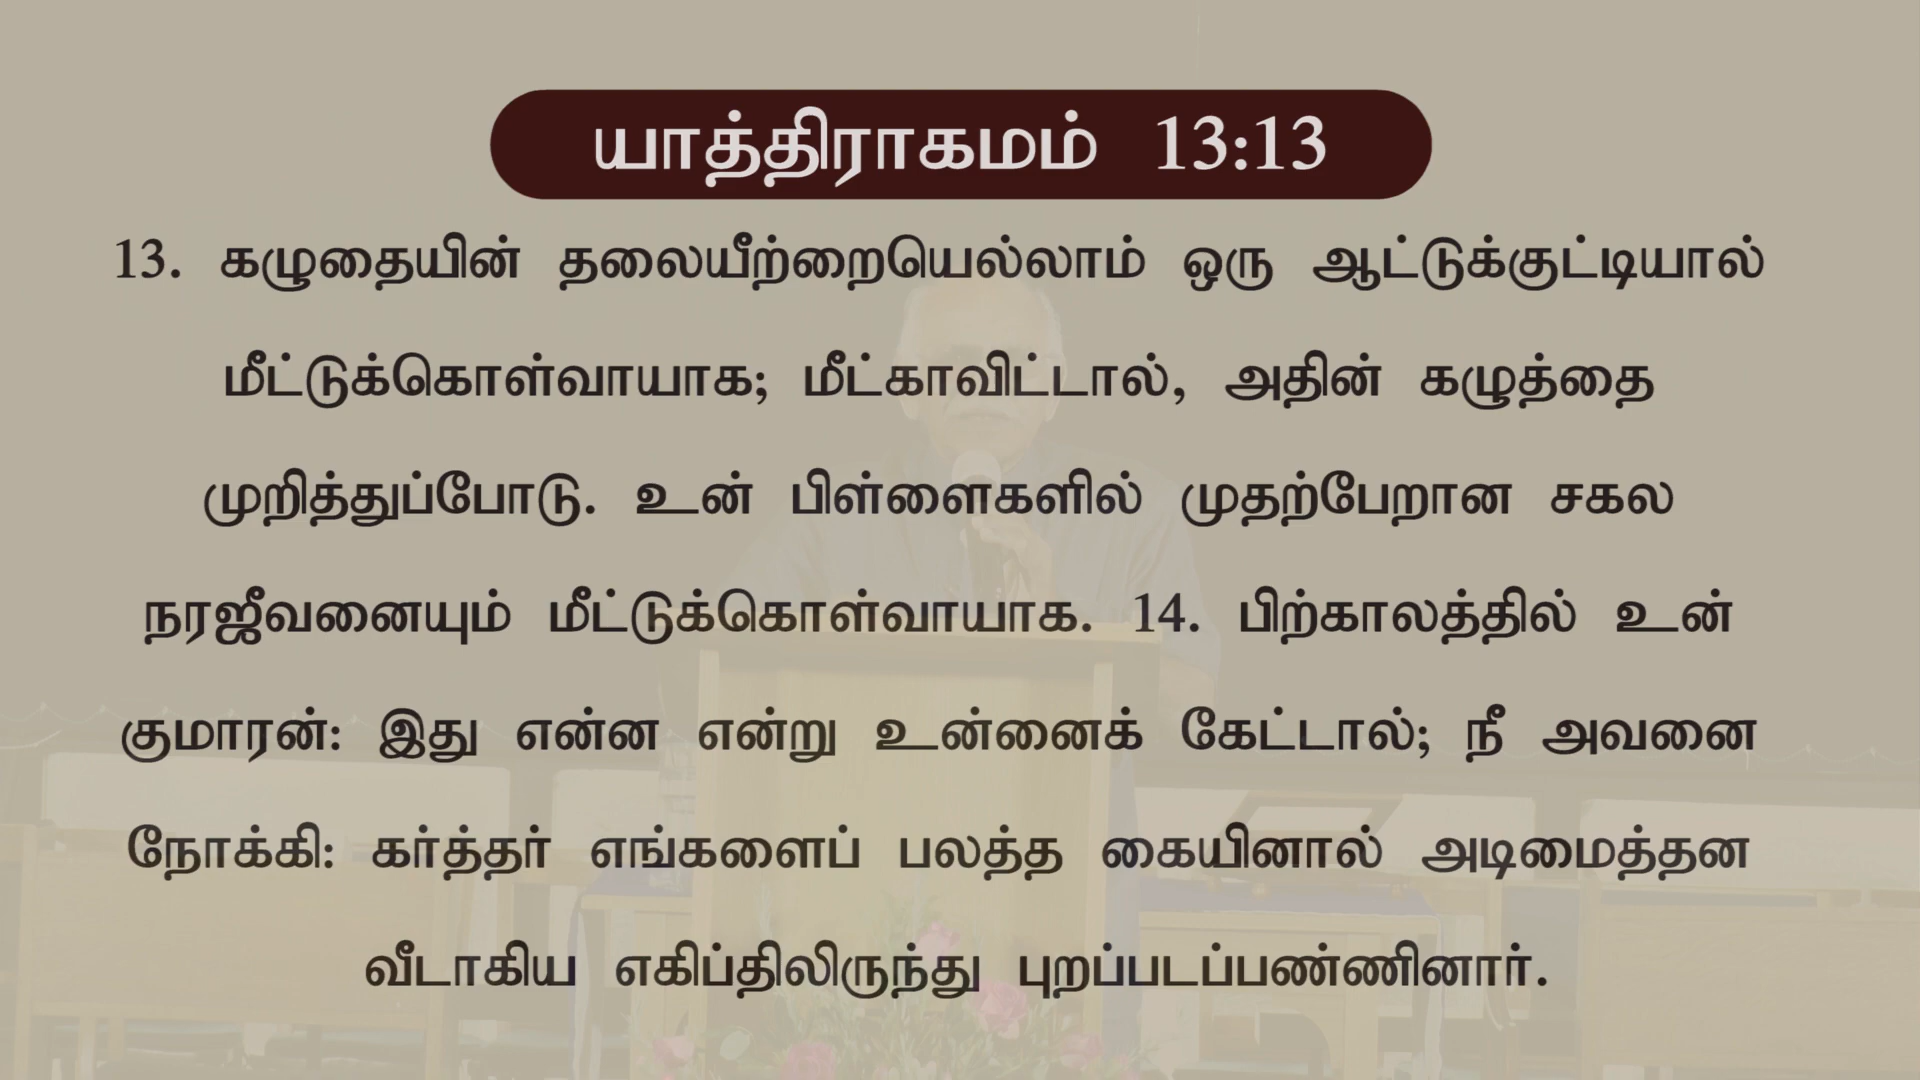 யாத்திராகமம் 13:13
13. கழுதையின் தலையீற்றையெல்லாம் ஒரு ஆட்டுக்குட்டியால்
மீட்டுக்கொள்வாயாக; மீட்காவிட்டால், அதின் கழுத்தை
முறித்துப்போடு. உன் பிள்ளைகளில் முதற்பேறான சகல
நரஜீவனையும் மீட்டுக்கொள்வாயாக. 14. பிற்காலத்தில் உன்
குமாரன்: இது என்ன என்று உன்னைக் கேட்டால்; நீ அவனை
நோக்கி: கர்த்தர் எங்களைப் பலத்த கையினால் அடிமைத்தன
வீடாகிய எகிப்திலிருந்து புறப்படப்பண்ணினார்.